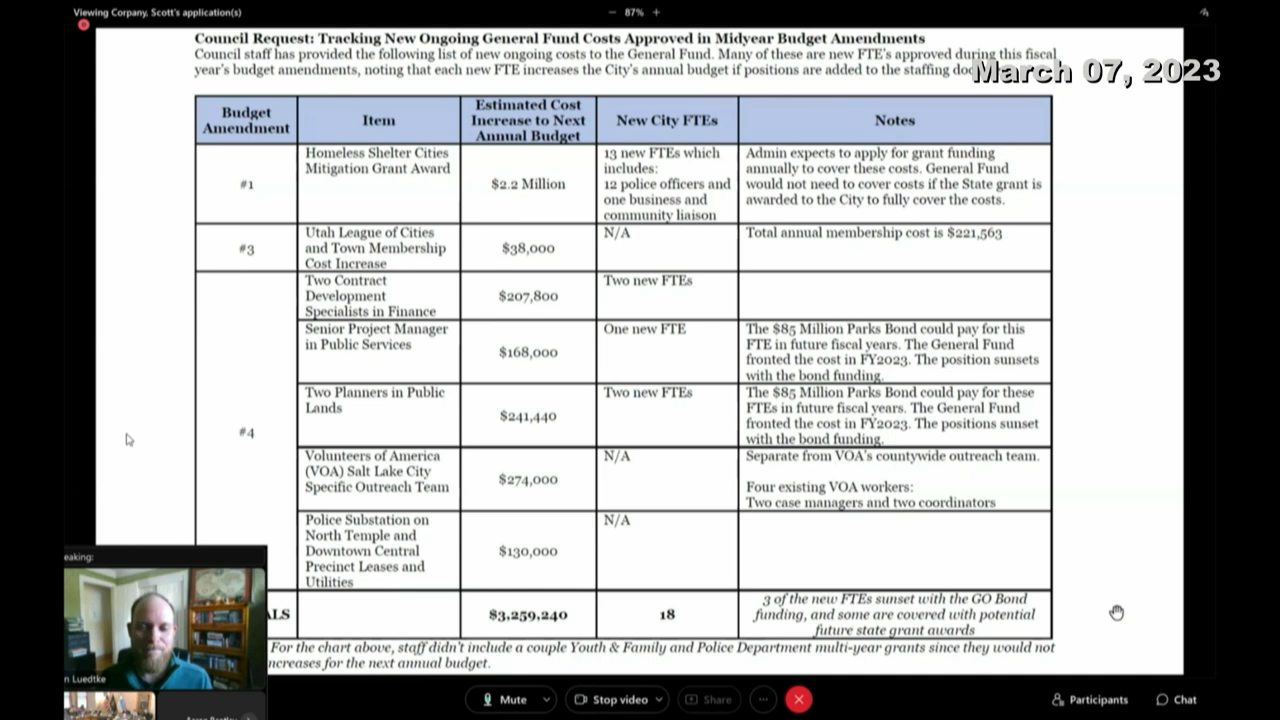 Viewing Corpany, Scott's application(s)
− 87% +
Council Request: Tracking New Ongoing General Fund Costs Approved in Midyear Budget Amendments
Council staff has provided the following list of new ongoing costs to the General Fund. Many of these are new FTE's approved during this fiscal
year's budget amendments, noting that each new FTE increases the City's annual budget if positions are added to the staffing
March 07, 2023
Budget
Amendment
Item
Estimated Cost
Increase to Next
Annual Budget
New City FTEs
Notes
#1
Homeless Shelter Cities
Mitigation Grant Award
$2.2 Million
13 new FTEs which
includes:
12 police officers and
one business and
community liaison
Admin expects to apply for grant funding
annually to cover these costs. General Fund
would not need to cover costs if the State grant is
awarded to the City to fully cover the costs.
#3
Utah League of Cities
and Town Membership
Cost Increase
$38,000
N/A
Total annual membership cost is $221,563
#4
Two Contract
Development
Specialists in Finance
$207,800
Two new FTEs
Senior Project Manager
in Public Services
$168,000
One new FTE
The $85 Million Parks Bond could pay for this
FTE in future fiscal years. The General Fund
fronted the cost in FY2023. The position sunsets
with the bond funding.
Two Planners in Public
Lands
$241,440
Two new FTEs
The $85 Million Parks Bond could pay for these
FTEs in future fiscal years. The General Fund
fronted the cost in FY2023. The positions sunset
with the bond funding.
Volunteers of America
(VOA) Salt Lake City
Specific Outreach Team
$274,000
N/A
Separate from VOA's countywide outreach team.
Four existing VOA workers:
Two case managers and two coordinators
Police Substation on
North Temple and
Downtown Central
Precinct Leases and
Utilities
$130,000
N/A
LS
$3,259,240
18
3 of the new FTEs sunset with the GO Bond
funding, and some are covered with potential
future state grant awards
For the chart above, staff didn't include a couple Youth & Family and Police Department multi-year grants since they would not
ncreases for the next annual budget.
eaking:
n Luedtke
Mute
Stop video
Share
Participants
Chat